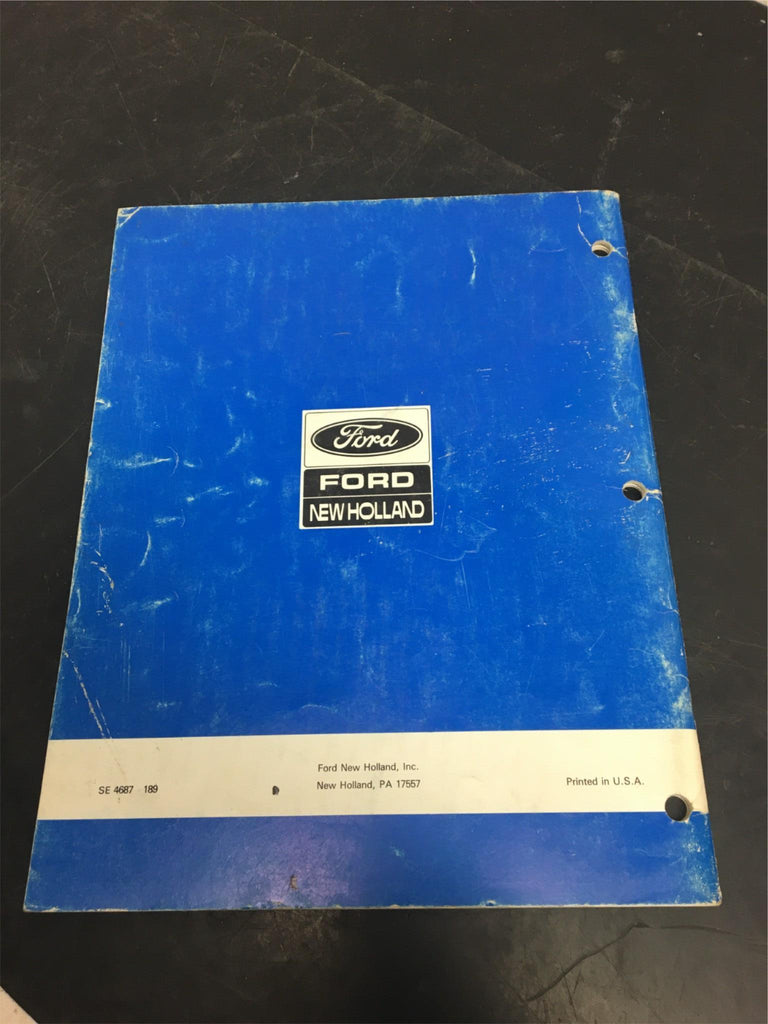 Ford
FORD
NEW HOLLAND
Ford New Holland, Inc.
SE 4687 189
New Holland, PA 17557
Printed in U.S.A.